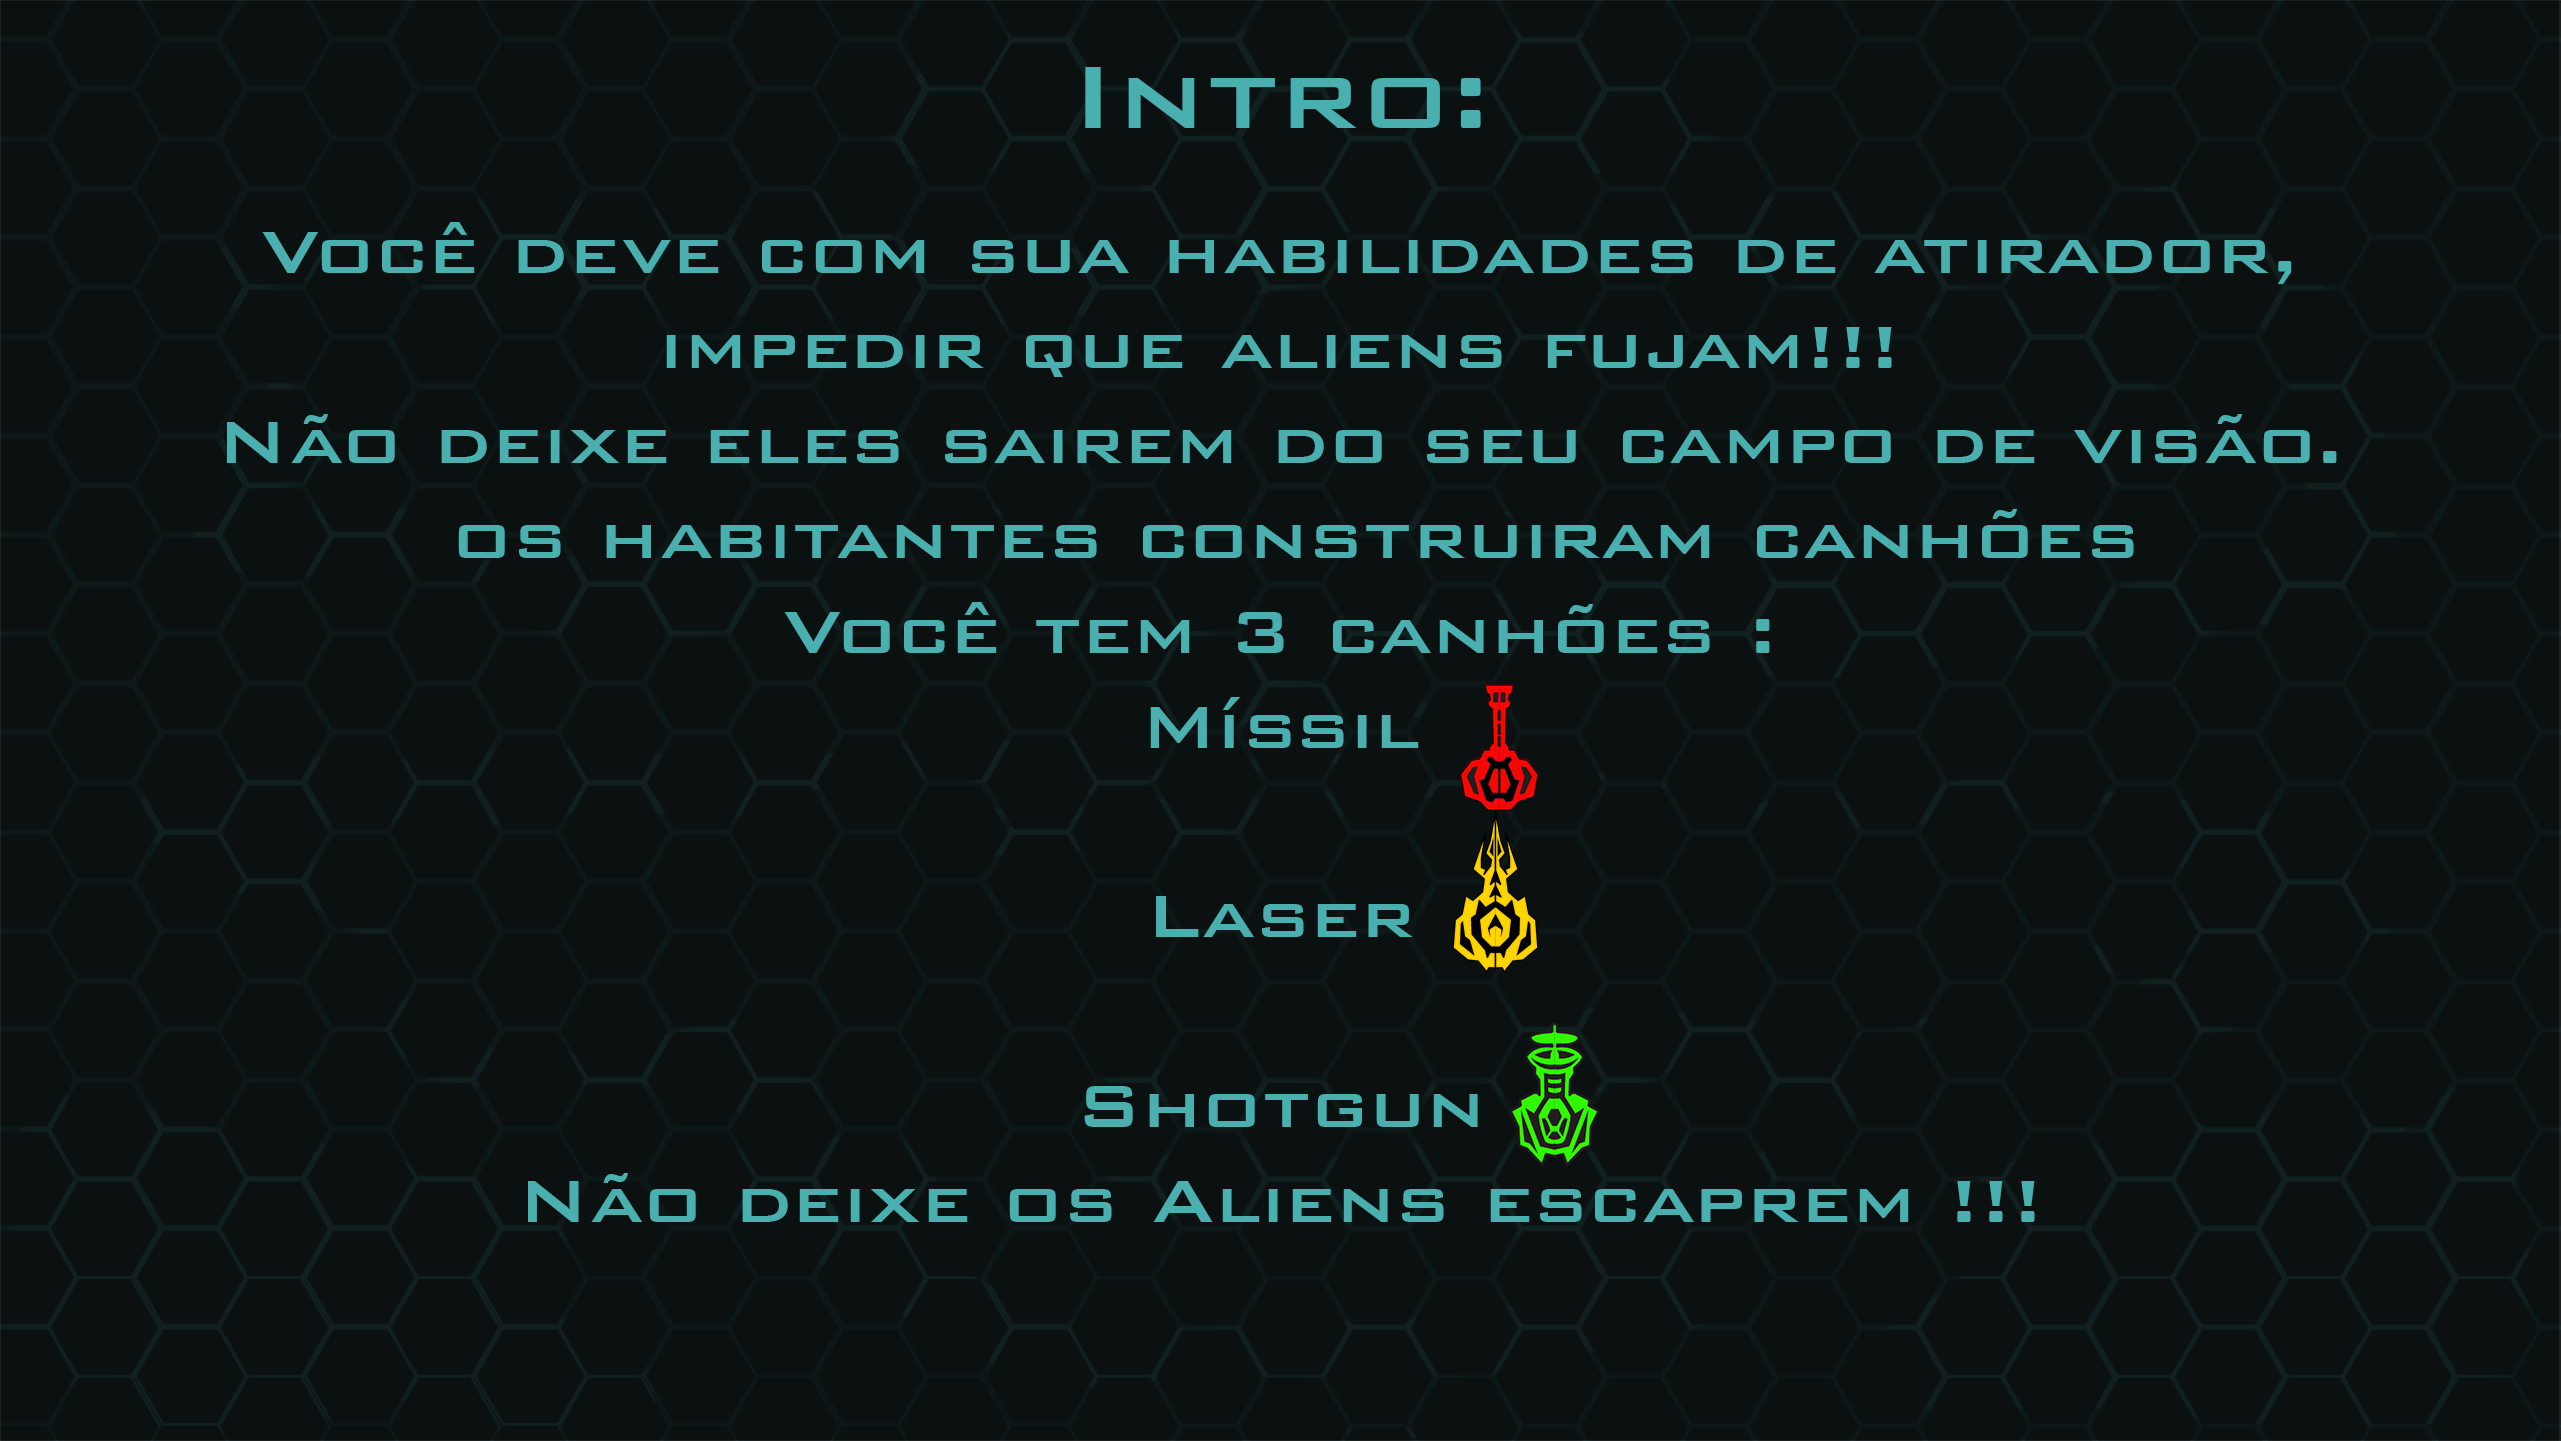 Intro:
Você deve com sua habilidades de atirador,
impedir que aliens fujam!!!
Não deixe eles sairem do seu campo de visão.
os habitantes construiram canhões
Você tem 3 canhões :
Míssil
Laser
Shotgun
Não deixe os Aliens escaprem !!!